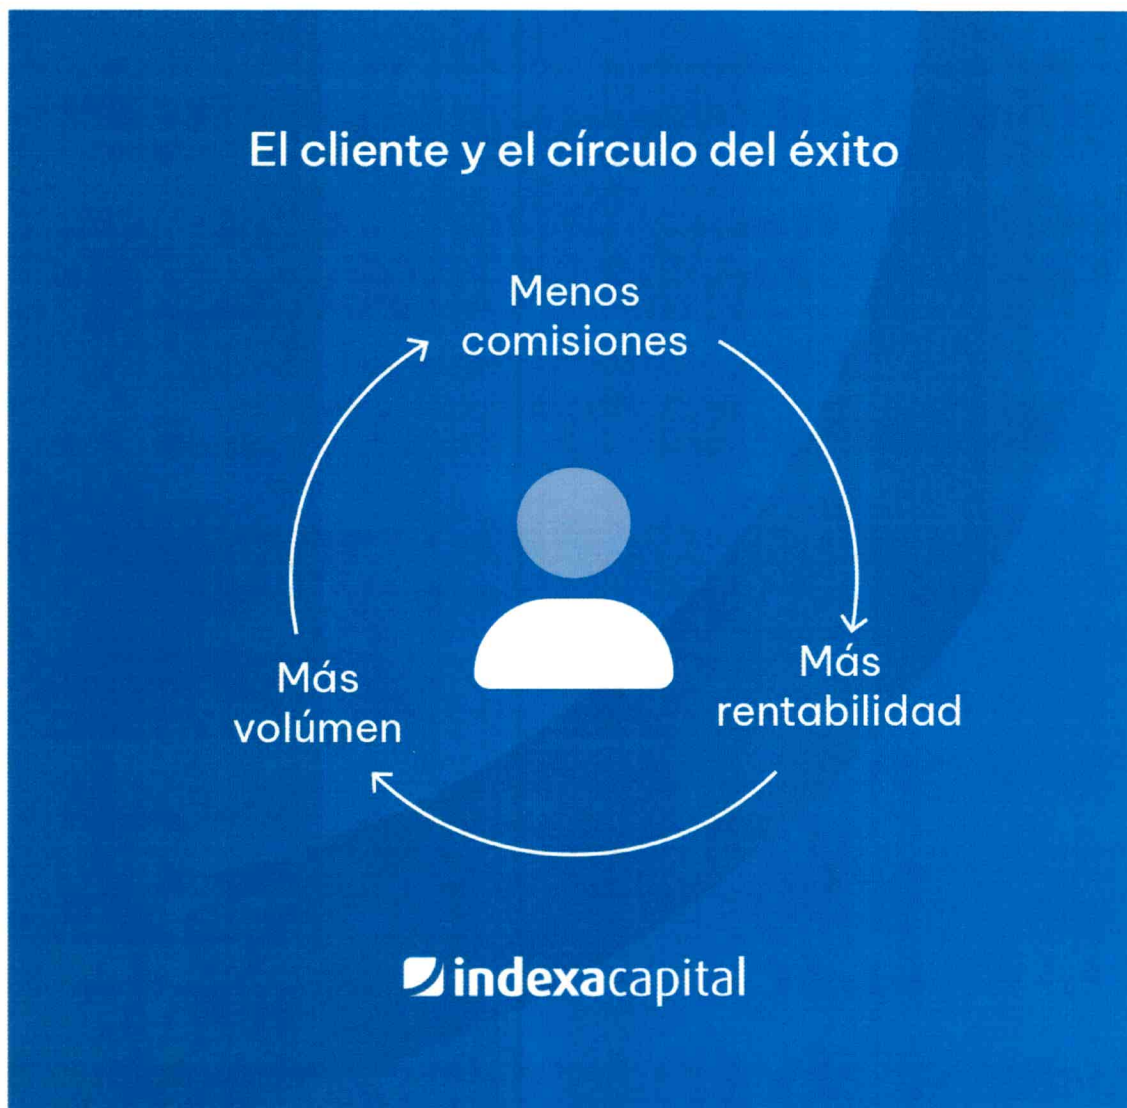 El cliente y el círculo del éxito
Menos
comisiones
Más
rentabilidad
Más
volúmen
indexacapital